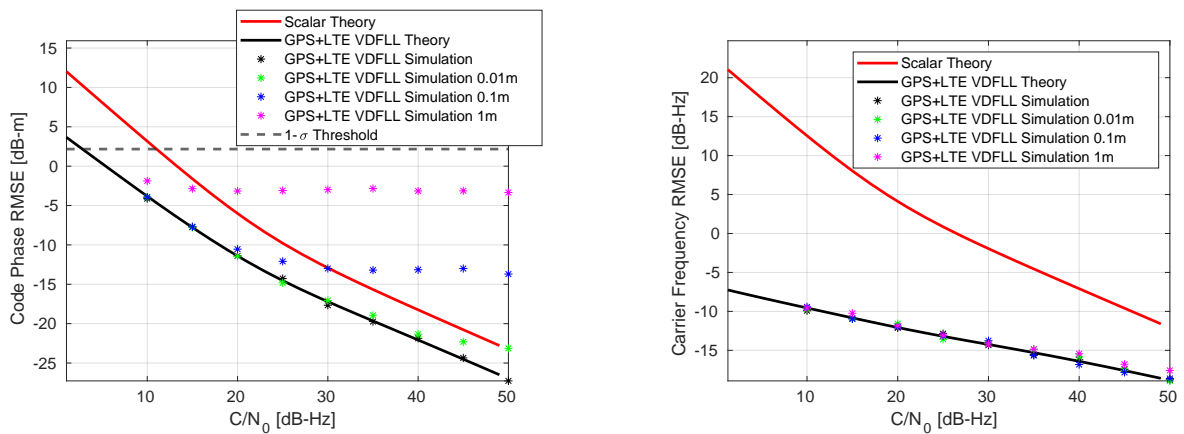 Scalar Theory
GPS+LTE VDFLL Theory
GPS+LTE VDFLL Simulation
GPS+LTE VDFLL Simulation 0.01m
GPS+LTE VDFLL Simulation 0.1m
GPS+LTE VDFLL Simulation 1m
1-σ Threshold
Code Phase RMSE [dB-m]
15
10
5
0
-5
-10
-15
-20
-25
10 20 30 40 50
C/N0 [dB-Hz]
Scalar Theory
GPS+LTE VDFLL Theory
GPS+LTE VDFLL Simulation
GPS+LTE VDFLL Simulation 0.01m
GPS+LTE VDFLL Simulation 0.1m
GPS+LTE VDFLL Simulation 1m
Carrier Frequency RMSE [dB-Hz]
20
15
10
5
0
-5
-10
-15
10 20 30 40 50
C/N0 [dB-Hz]